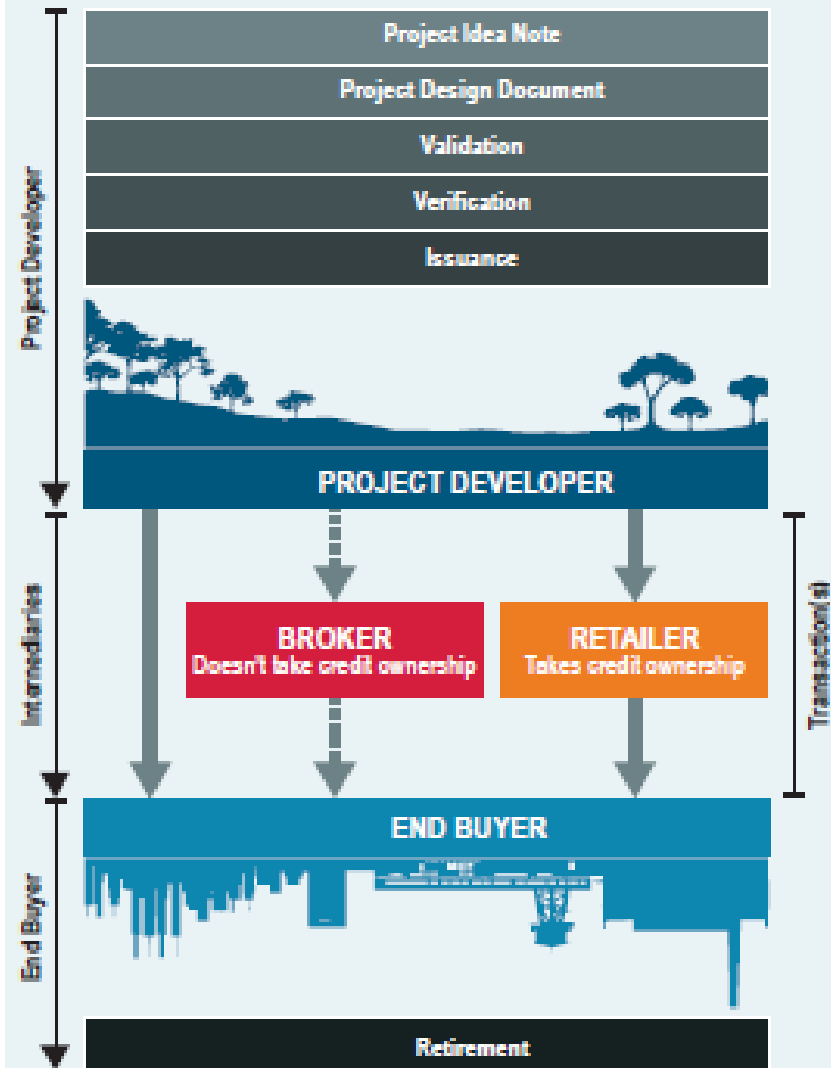 Project Idea Note
Project Design Document
Validation
Verification
Issuance
Project Developer
PROJECT DEVELOPER
Intermediaries
BROKER
Doesn't take credit ownership
RETAILER
Takes credit ownership
Transaction(s)
END BUYER
End Buyer
Retirement